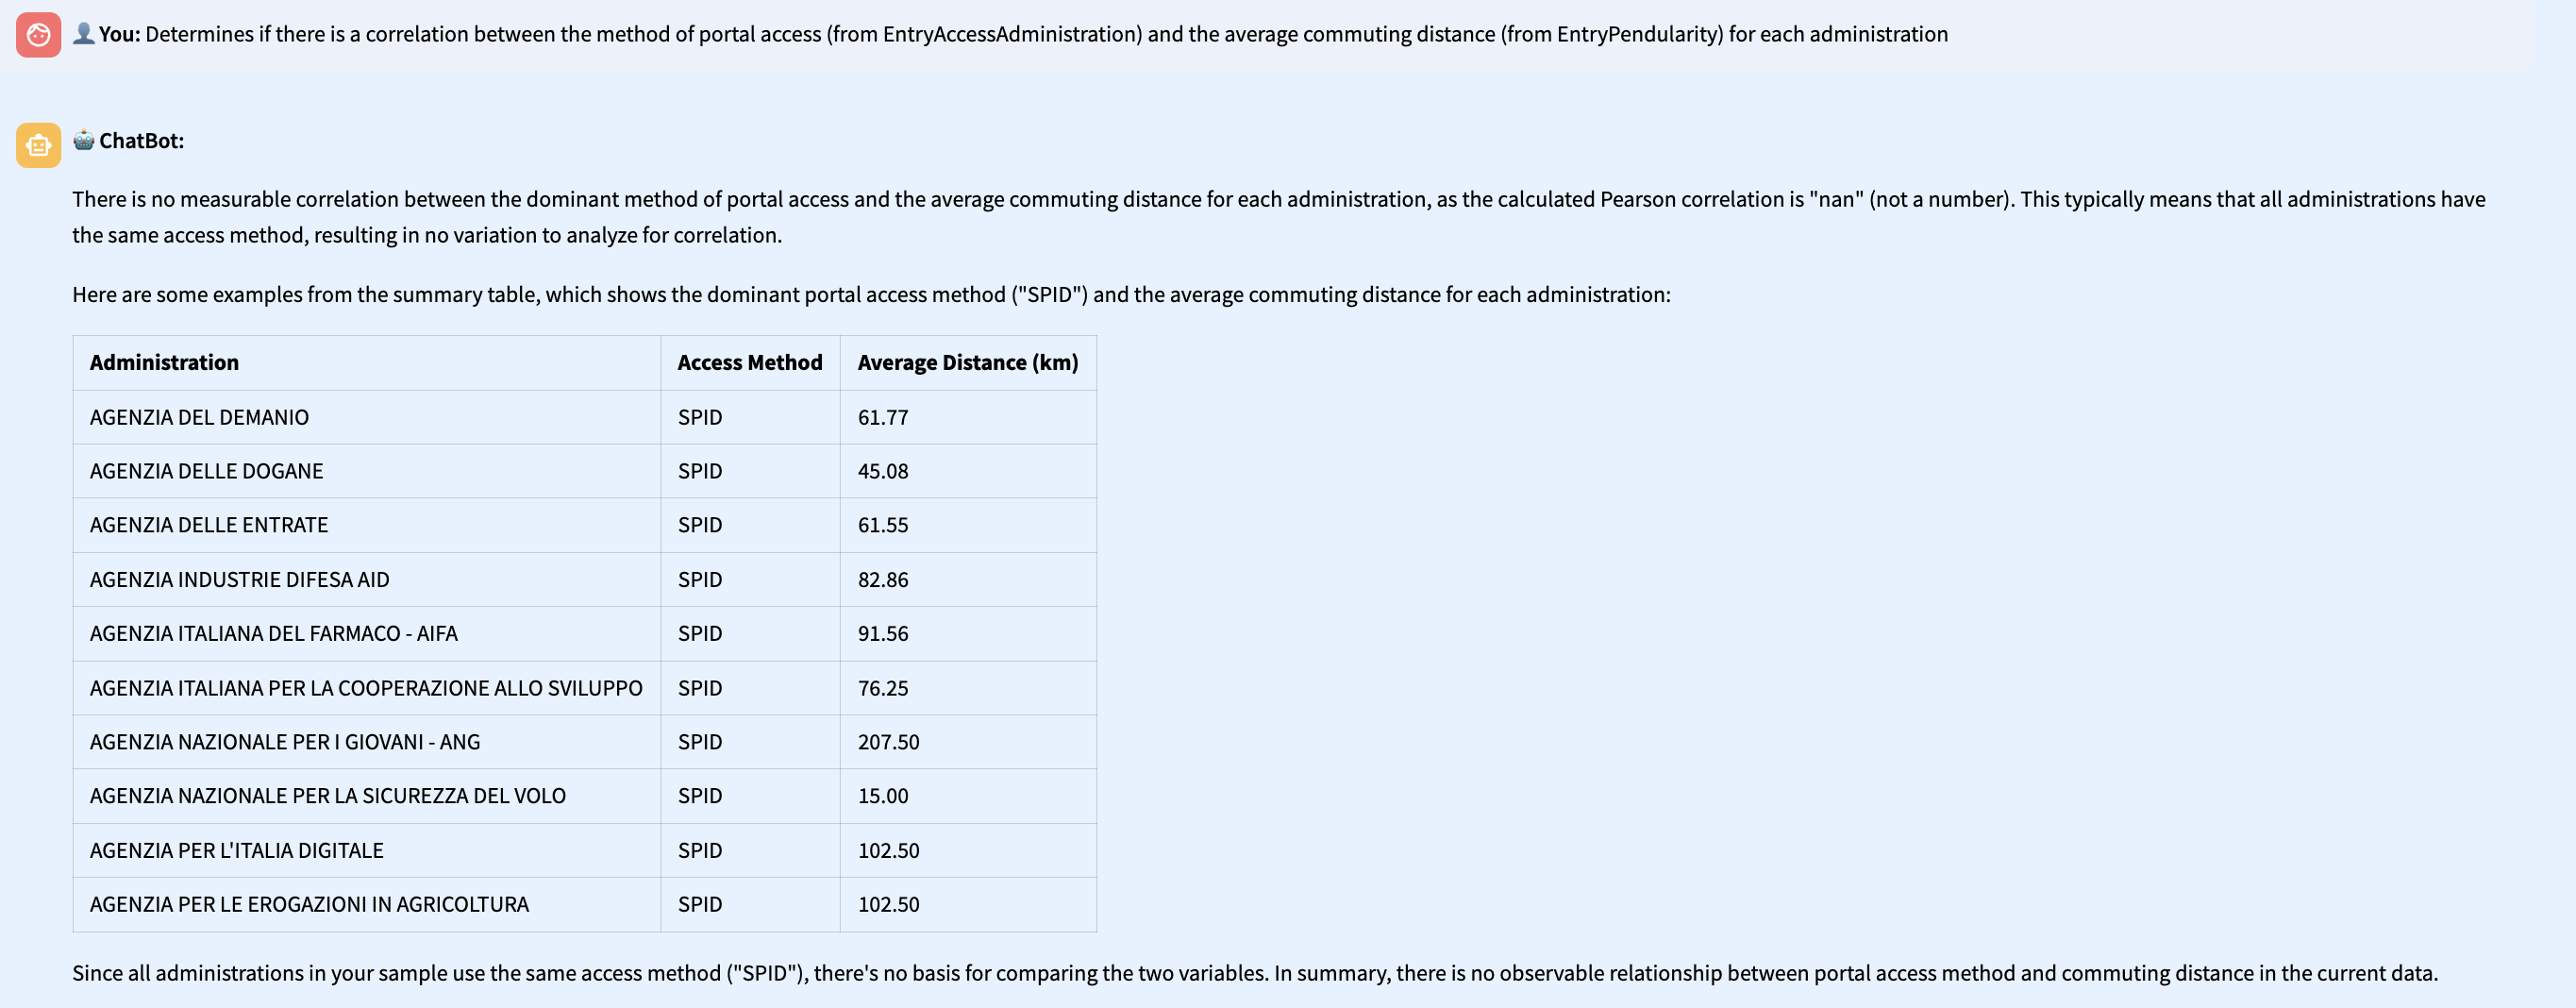 👤You: Determines if there is a correlation between the method of portal access (from EntryAccessAdministration) and the average commuting distance (from EntryPendularity) for each administration
🤖 ChatBot:
There is no measurable correlation between the dominant method of portal access and the average commuting distance for each administration, as the calculated Pearson correlation is "nan" (not a number). This typically means that all administrations have
the same access method, resulting in no variation to analyze for correlation.
Here are some examples from the summary table, which shows the dominant portal access method ("SPID") and the average commuting distance for each administration:
Administration Access Method Average Distance (km)
AGENZIA DEL DEMANIO SPID 61.77
AGENZIA DELLE DOGANE SPID 45.08
AGENZIA DELLE ENTRATE SPID 61.55
AGENZIA INDUSTRIE DIFESA AID SPID 82.86
AGENZIA ITALIANA DEL FARMACO - AIFA SPID 91.56
AGENZIA ITALIANA PER LA COOPERAZIONE ALLO SVILUPPO SPID 76.25
AGENZIA NAZIONALE PER I GIOVANI - ANG SPID 207.50
AGENZIA NAZIONALE PER LA SICUREZZA DEL VOLO SPID 15.00
AGENZIA PER L'ITALIA DIGITALE SPID 102.50
AGENZIA PER LE EROGAZIONI IN AGRICOLTURA SPID 102.50
Since all administrations in your sample use the same access method ("SPID"), there's no basis for comparing the two variables. In summary, there is no observable relationship between portal access method and commuting distance in the current data.